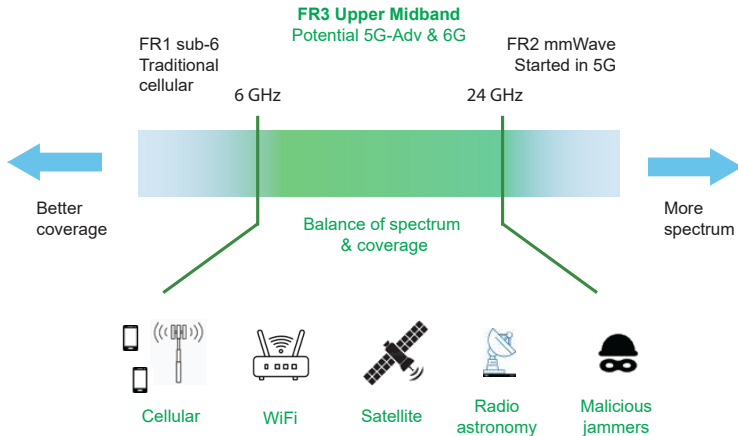 FR3 Upper Midband
Potential 5G-Adv & 6G
FR1 sub-6
Traditional
cellular
FR2 mmWave
Started in 5G
6 GHz
24 GHz
Better
coverage
Balance of spectrum
& coverage
More
spectrum
Cellular
WiFi
Satellite
Radio
astronomy
Malicious
jammers